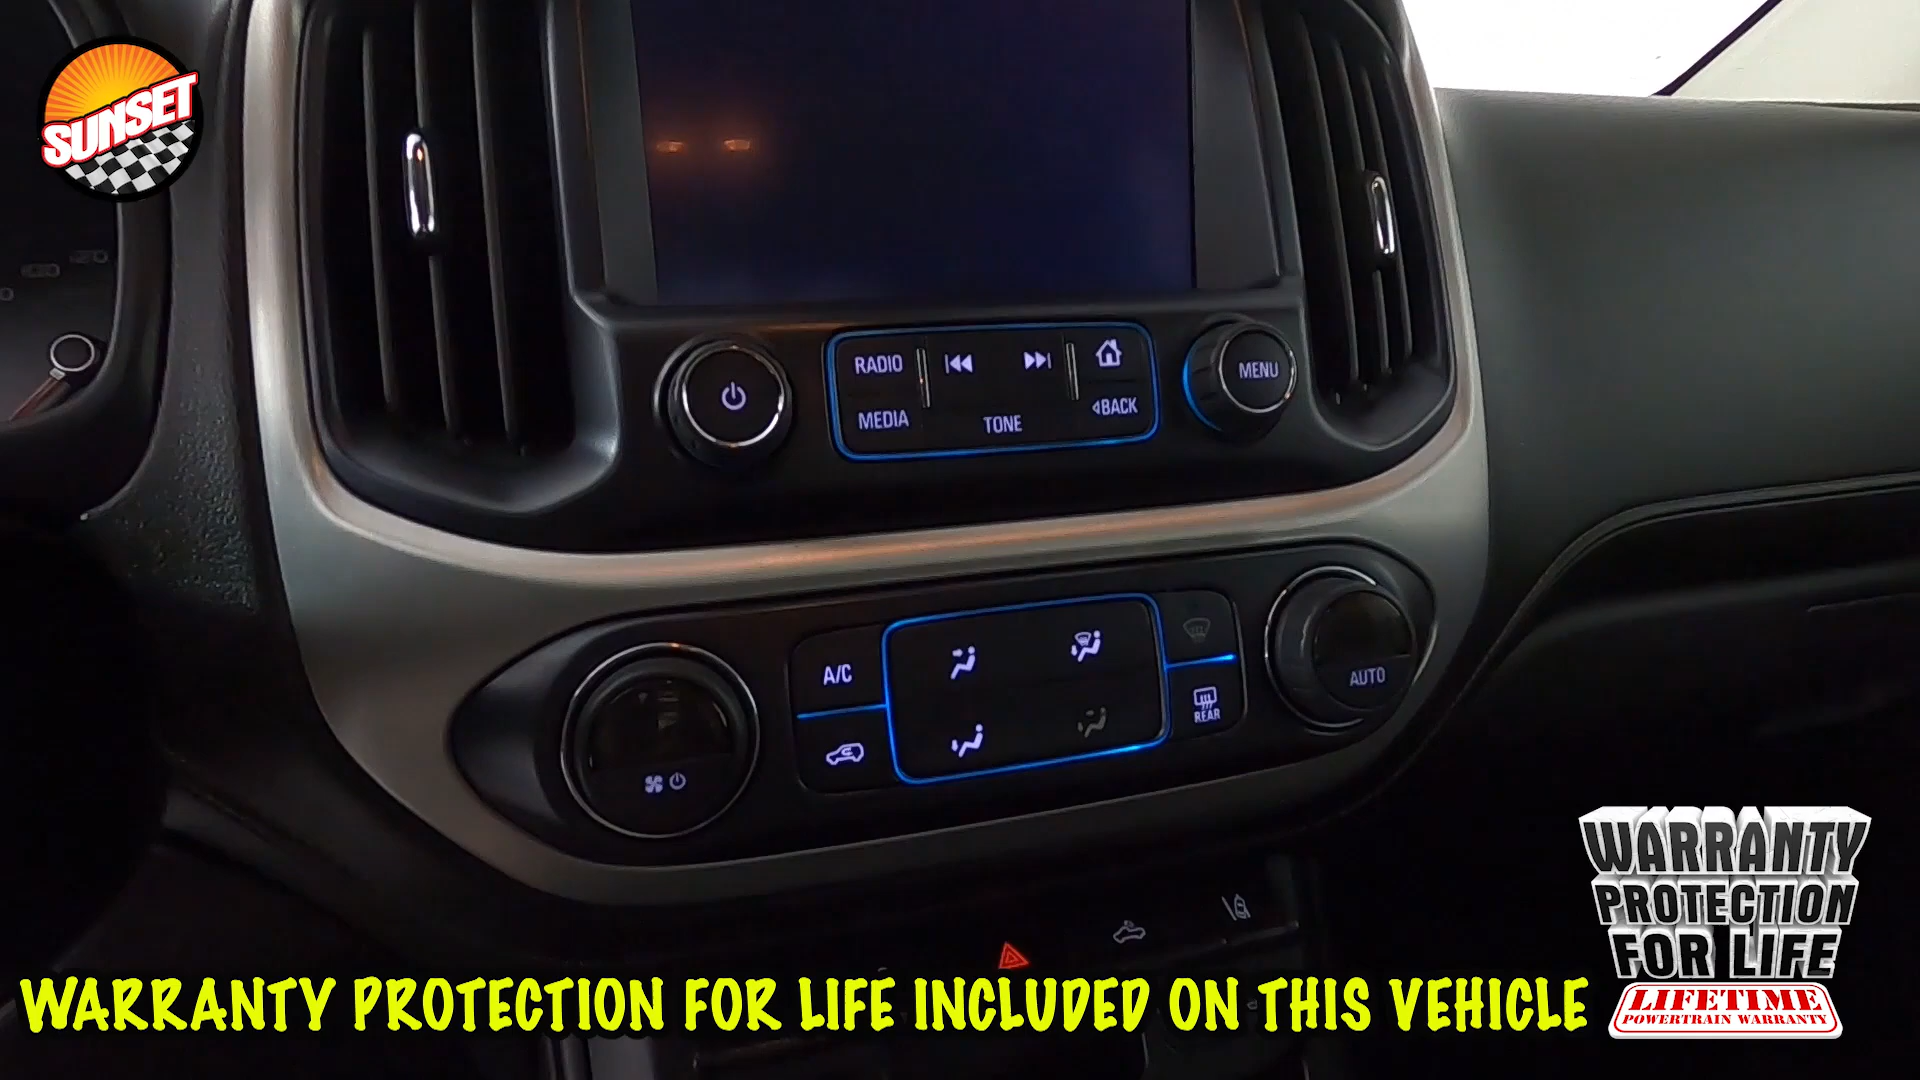 SUNSET
RADIO
MEDIA
TONE
BACK
MENU
A/C
REAR
AUTO
WARRANTY
PROTECTION
FOR LIFE
LIFETIME
POWERTRAIN WARRANTY
WARRANTY PROTECTION FOR LIFE INCLUDED ON THIS VEHICLE